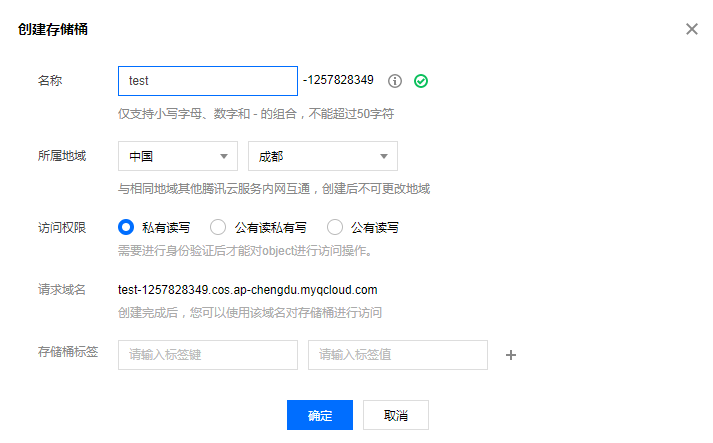 创建存储桶
名称 test -1257828349
仅支持小写字母、数字和 - 的组合，不能超过50字符
所属地域 中国 成都
与相同地域其他腾讯云服务内网互通，创建后不可更改地域
访问权限 私有读写 公有读私有写 公有读写
需要进行身份验证后才能对object进行访问操作。
请求域名 test-1257828349.cos.ap-chengdu.myqcloud.com
创建完成后，您可以使用该域名对存储桶进行访问
存储桶标签 请输入标签键 请输入标签值
确定 取消